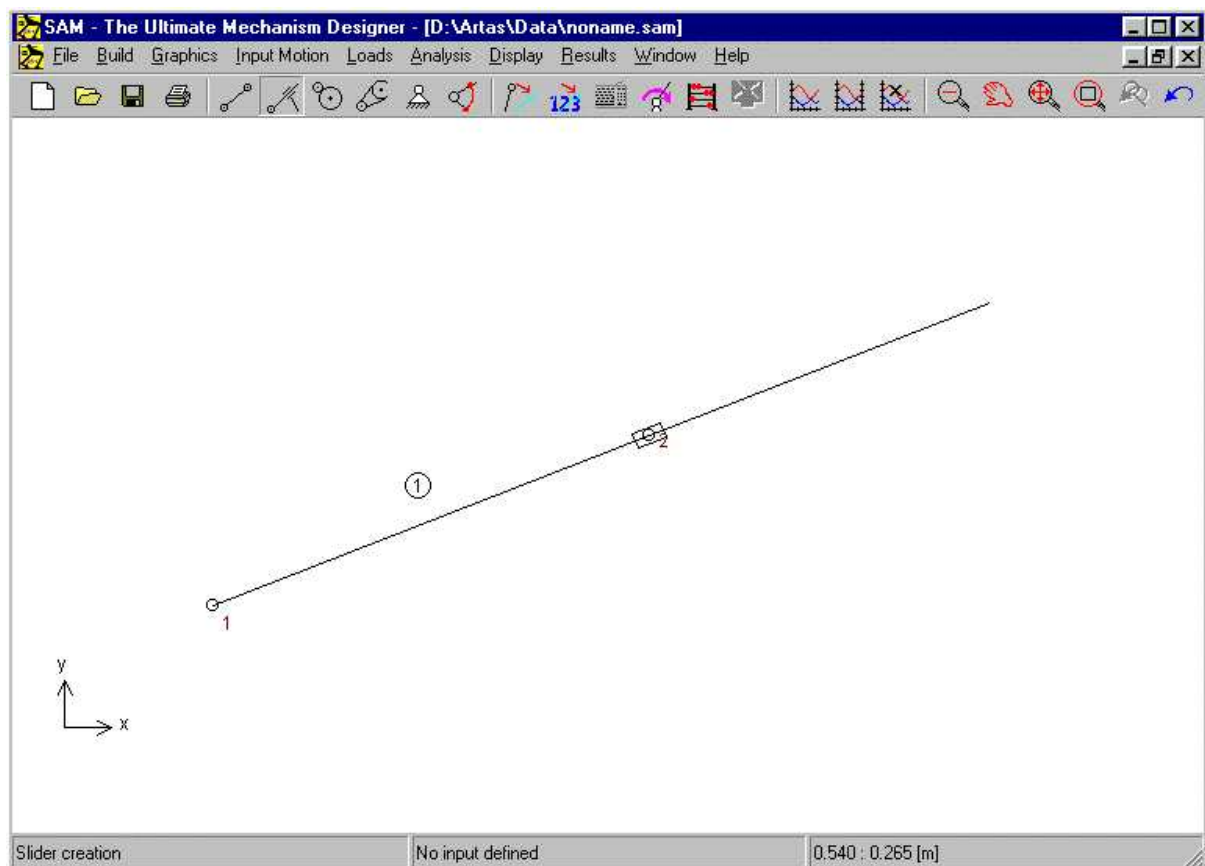 SAM - The Ultimate Mechanism Designer - [D:\Artas\Data\noname.sam]
File Build Graphics Input Motion Loads Analysis Display Results Window Help
123
2
1
1
y
x
Slider creation No input defined 0.540 : 0.265 [m]